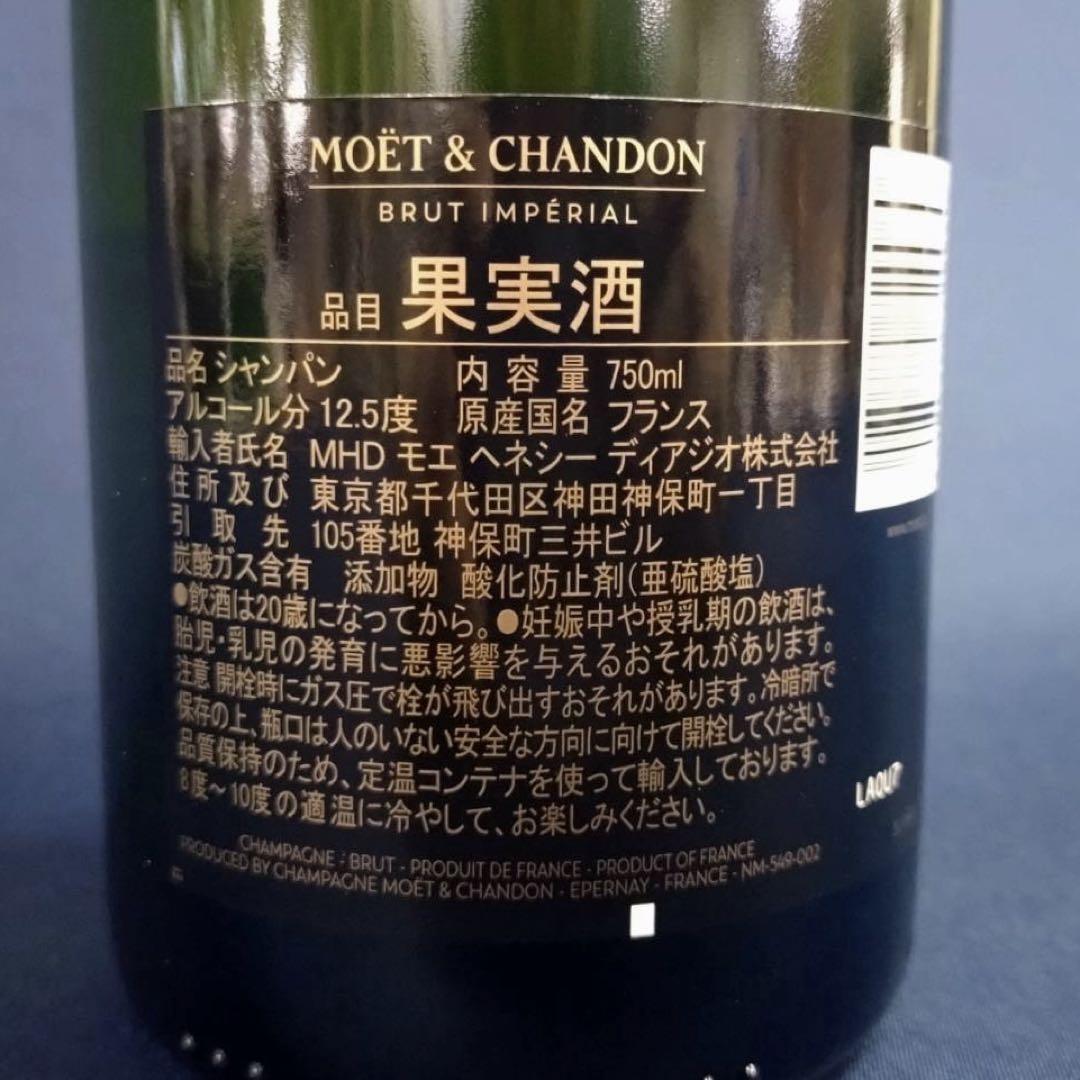 MOËT & CHANDON
BRUT IMPÉRIAL
品目 果実酒
品名 シャンパン 内容量 750ml
アルコール分 12.5度 原産国名 フランス
輸入者氏名 MHD モエ ヘネシー ディアジオ株式会社
住所及び 東京都千代田区神田神保町一丁目
引取先 105番地 神保町三井ビル
炭酸ガス含有 添加物 酸化防止剤(亜硫酸塩)
●飲酒は20歳になってから。●妊娠中や授乳期の飲酒は、
胎児・乳児の発育に悪影響を与えるおそれがあります。
注意 開栓時にガス圧で栓が飛び出すおそれがあります。冷暗所で
保存の上、瓶口は人のいない安全な方向に向けて開栓してください。
品質保持のため、定温コンテナを使って輸入しております。
8度～10度の適温に冷やして、お楽しみください。
CHAMPAGNE - BRUT - PRODUIT DE FRANCE - PRODUCT OF FRANCE
PRODUCED BY CHAMPAGNE MOËT & CHANDON - EPERNAY - FRANCE - NM-549-002